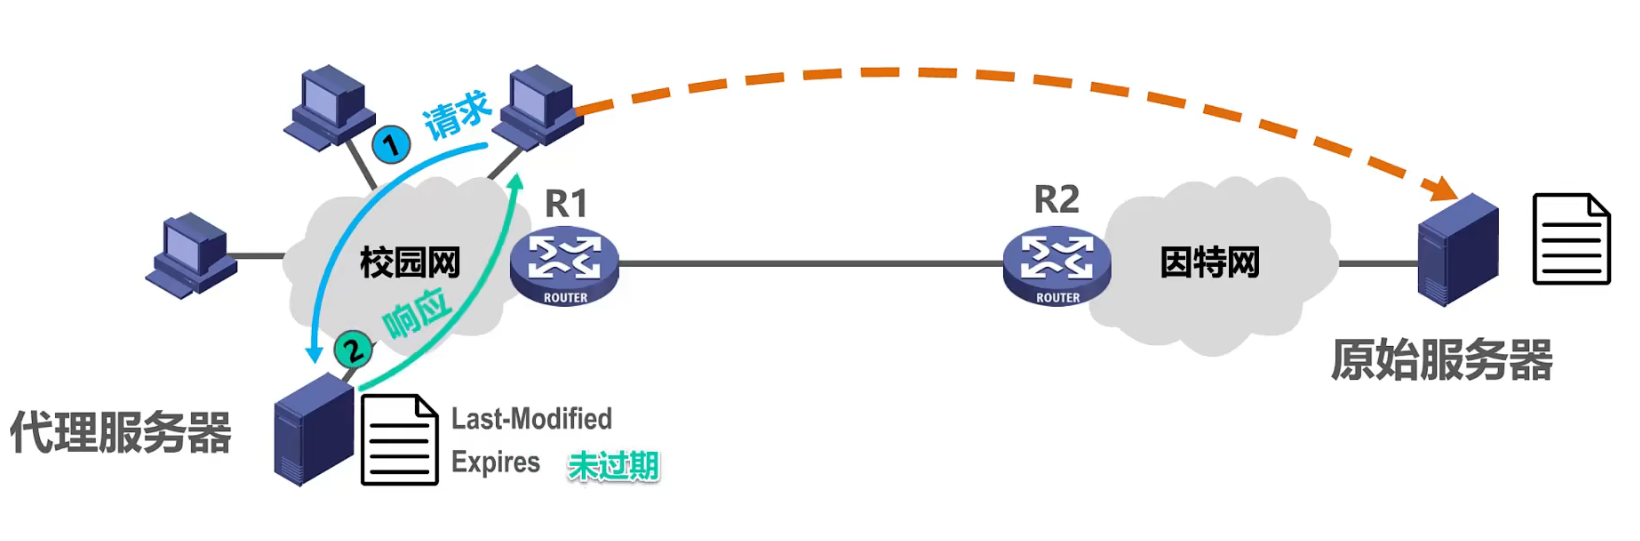 1 请求
R1
R2
校园网
因特网
ROUTER
ROUTER
2 响应
原始服务器
代理服务器
Last-Modified
Expires 未过期